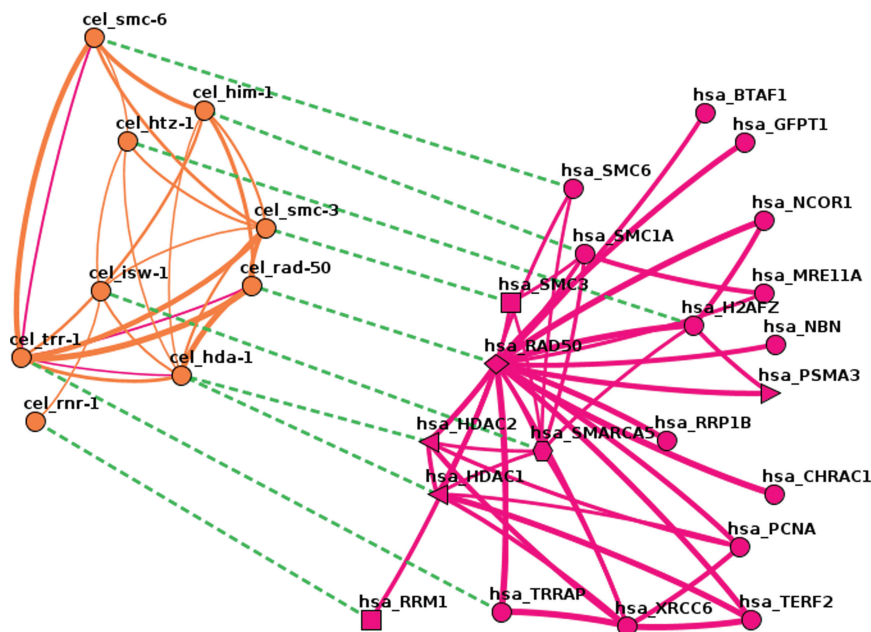 cel_smc-6
cel_him-1
cel_htz-1
cel_smc-3
cel_isw-1
cel_rad-50
cel_trr-1
cel_hda-1
cel_rnr-1
hsa_BTAF1
hsa_GFPT1
hsa_SMC6
hsa_NCOR1
hsa_SMC1A
hsa_SMC3
hsa_MRE11A
hsa_H2AFZ
hsa_NBN
hsa_RAD50
hsa_PSMA3
hsa_HDAC2
hsa_SMARCA5
hsa_RRP1B
hsa_HDAC1
hsa_CHRAC1
hsa_PCNA
hsa_RRM1
hsa_TRRAP
hsa_XRCC6
hsa_TERF2